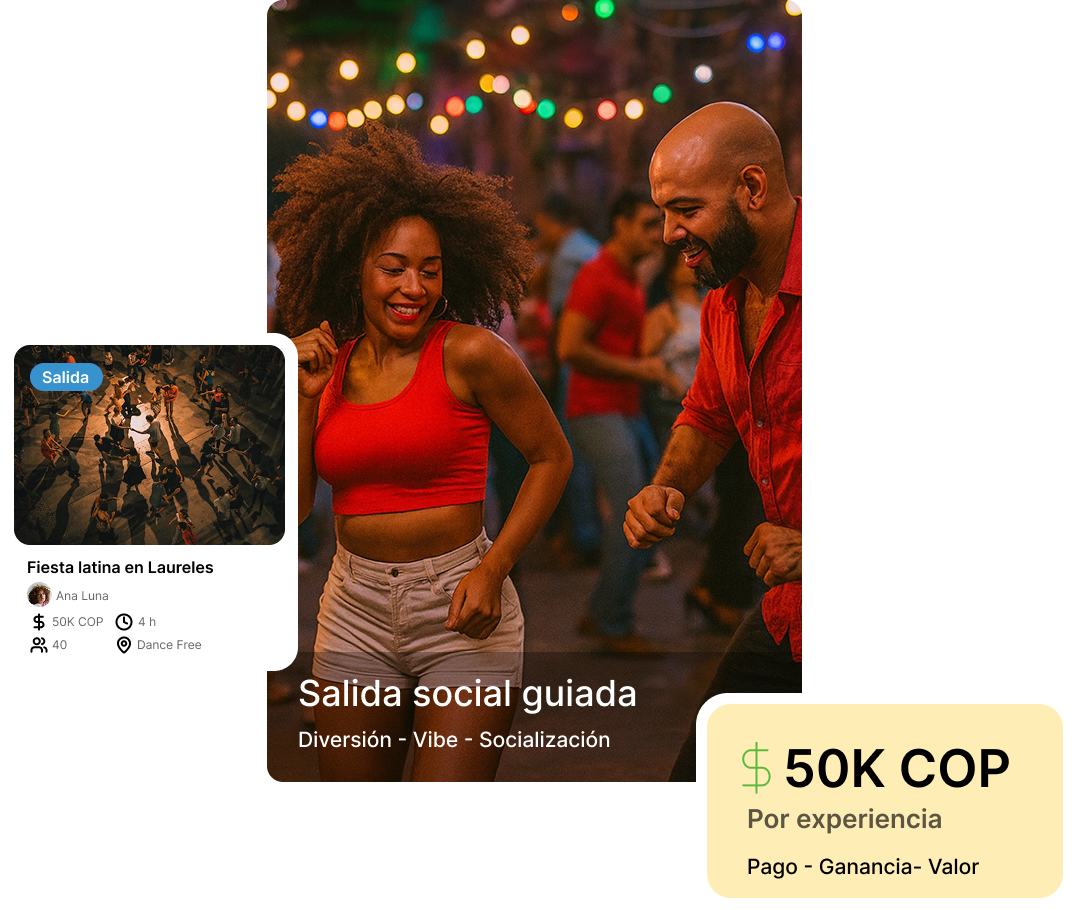 Salida
Fiesta latina en Laureles
Ana Luna
50K COP
4 h
40
Dance Free
Salida social guiada
Diversión - Vibe - Socialización
$ 50K COP
Por experiencia
Pago - Ganancia- Valor